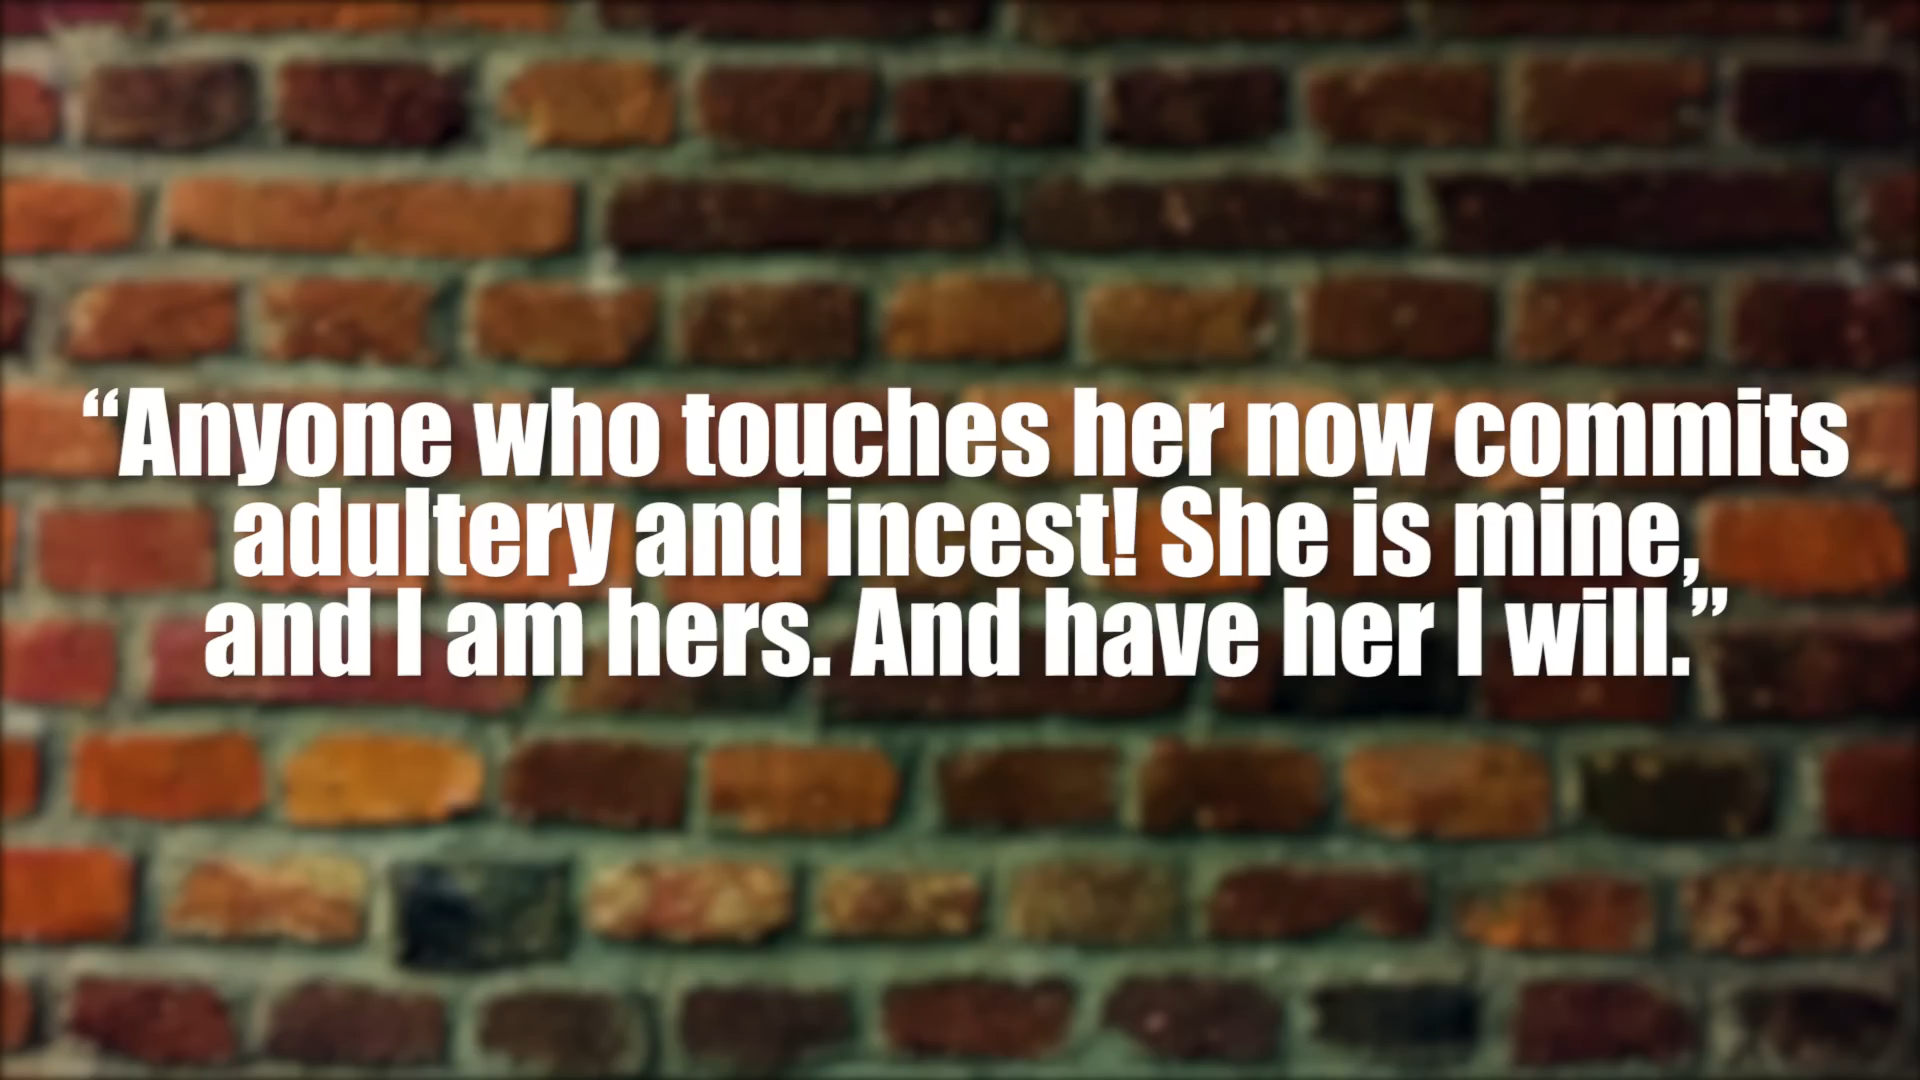 “Anyone who touches her now commits
adultery and incest! She is mine,
and I am hers. And have her I will.”